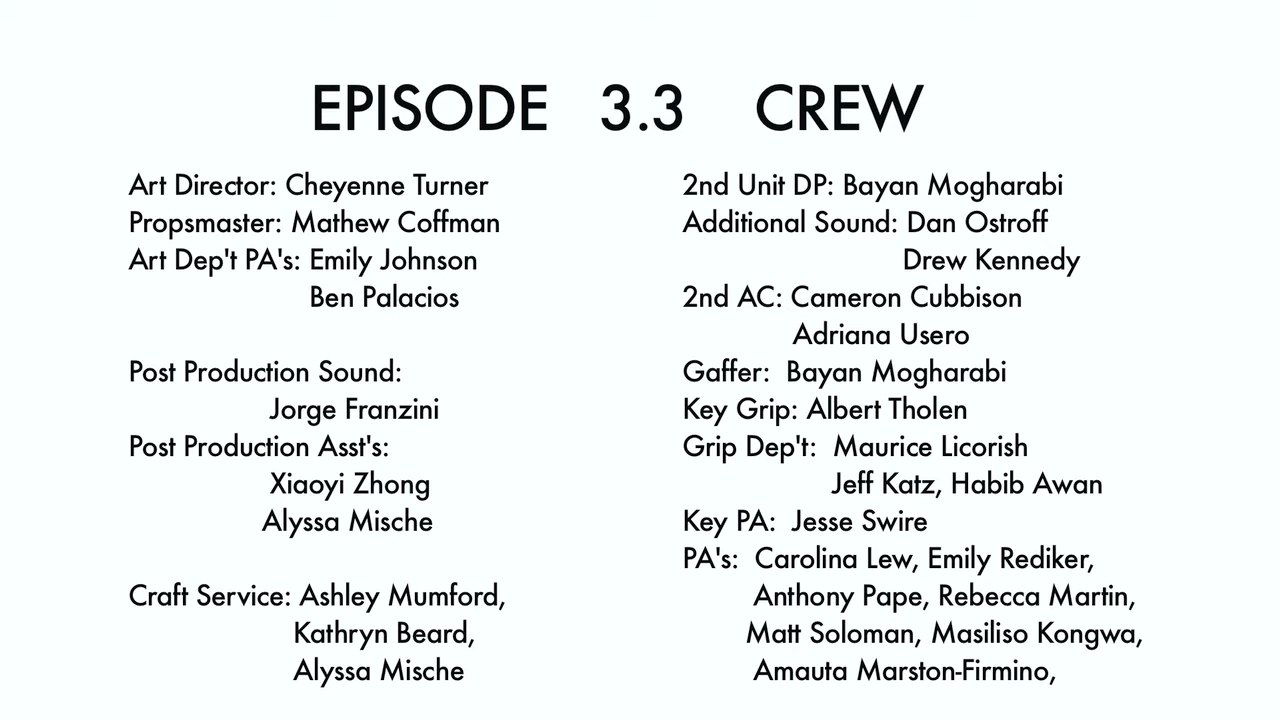 EPISODE 3.3 CREW
Art Director: Cheyenne Turner
Propsmaster: Mathew Coffman
Art Dep't PA's: Emily Johnson
Ben Palacios
Post Production Sound:
Jorge Franzini
Post Production Asst's:
Xiaoyi Zhong
Alyssa Mische
Craft Service: Ashley Mumford,
Kathryn Beard,
Alyssa Mische
2nd Unit DP: Bayan Mogharabi
Additional Sound: Dan Ostroff
Drew Kennedy
2nd AC: Cameron Cubbison
Adriana Usero
Gaffer: Bayan Mogharabi
Key Grip: Albert Tholen
Grip Dep't: Maurice Licorish
Jeff Katz, Habib Awan
Key PA: Jesse Swire
PA's: Carolina Lew, Emily Rediker,
Anthony Pape, Rebecca Martin,
Matt Soloman, Masiliso Kongwa,
Amauta Marston-Firmino,